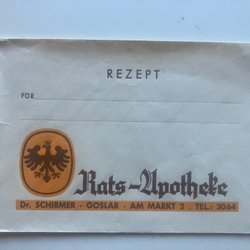 REZEPT
FÜR
Rats-Apotheke
Dr. SCHIRMER · GOSLAR · AM MARKT 2 · TEL.: 3064